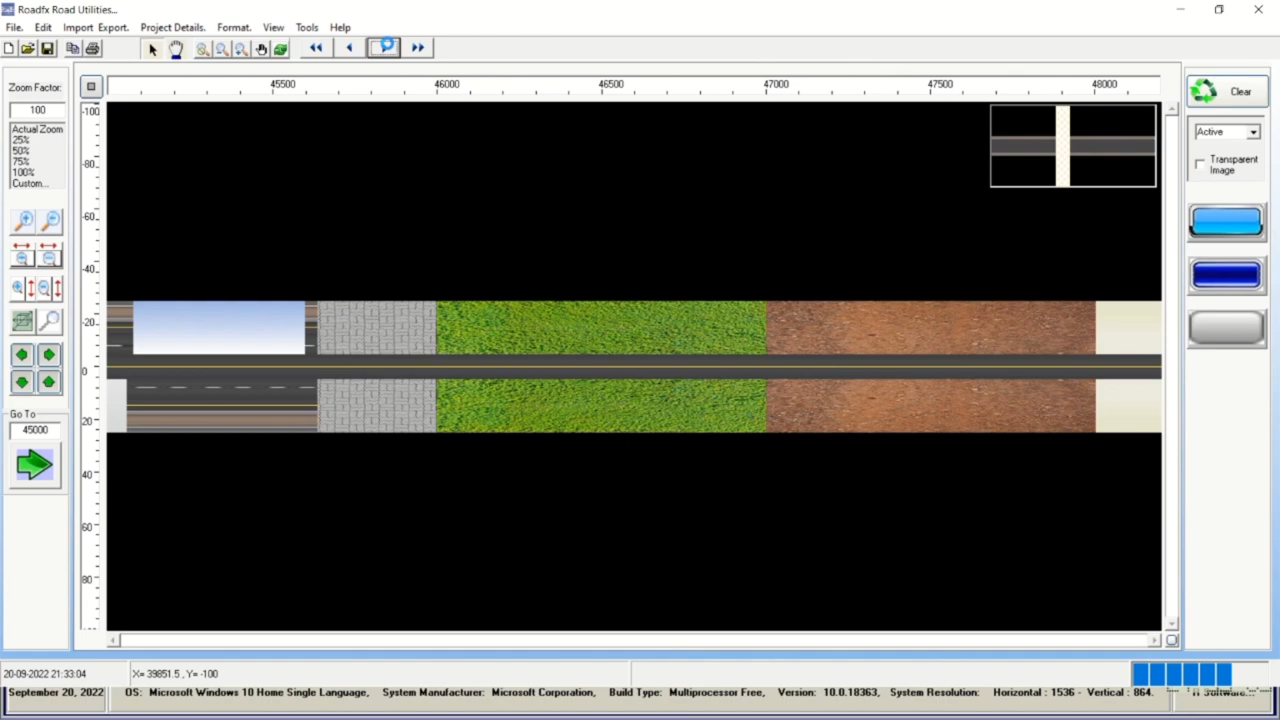 Roadfx Road Utilities...
File. Edit Import Export. Project Details. Format. View Tools Help
Zoom Factor:
100
Actual Zoom
25%
50%
75%
100%
Custom...
Go To
45000
45500 46000 46500 47000 47500 48000
-100
-80
-60
-40
-20
0
20
40
60
80
Clear
Active
Transparent
Image
20-09-2022 21:33:04 X= 39851.5 , Y= -100
September 20, 2022 OS: Microsoft Windows 10 Home Single Language, System Manufacturer: Microsoft Corporation, Build Type: Multiprocessor Free, Version: 10.0.18363, System Resolution: Horizontal : 1536 - Vertical : 864.